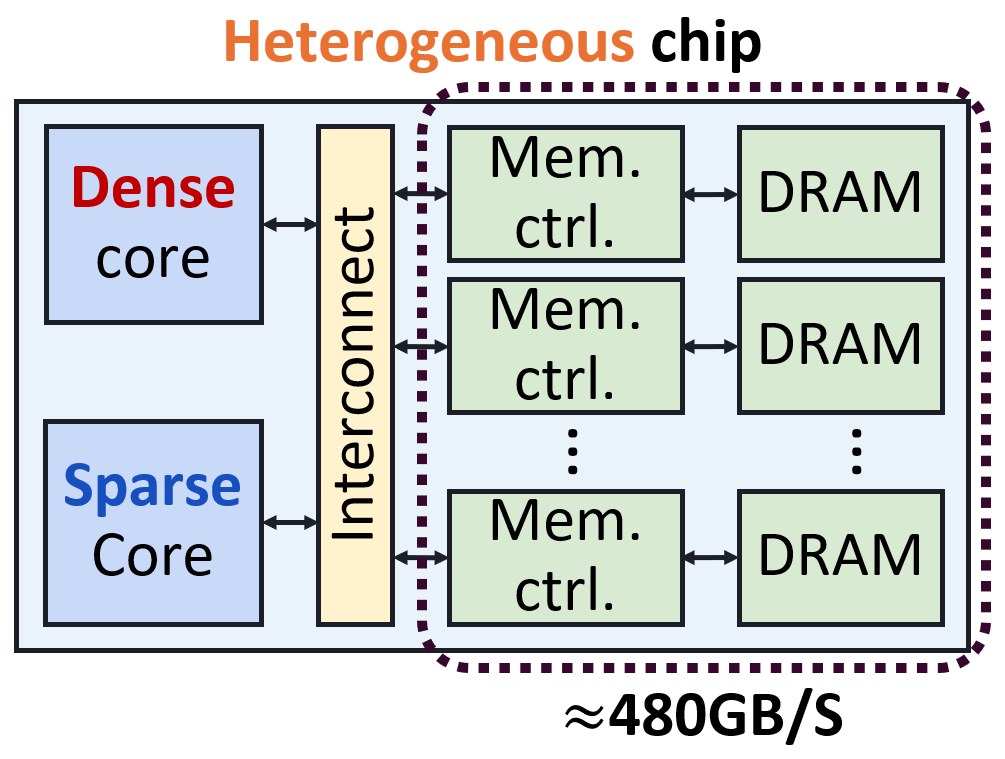 Heterogeneous chip
Dense
core
Sparse
Core
Interconnect
Mem.
ctrl.
DRAM
Mem.
ctrl.
DRAM
Mem.
ctrl.
DRAM
≈480GB/S